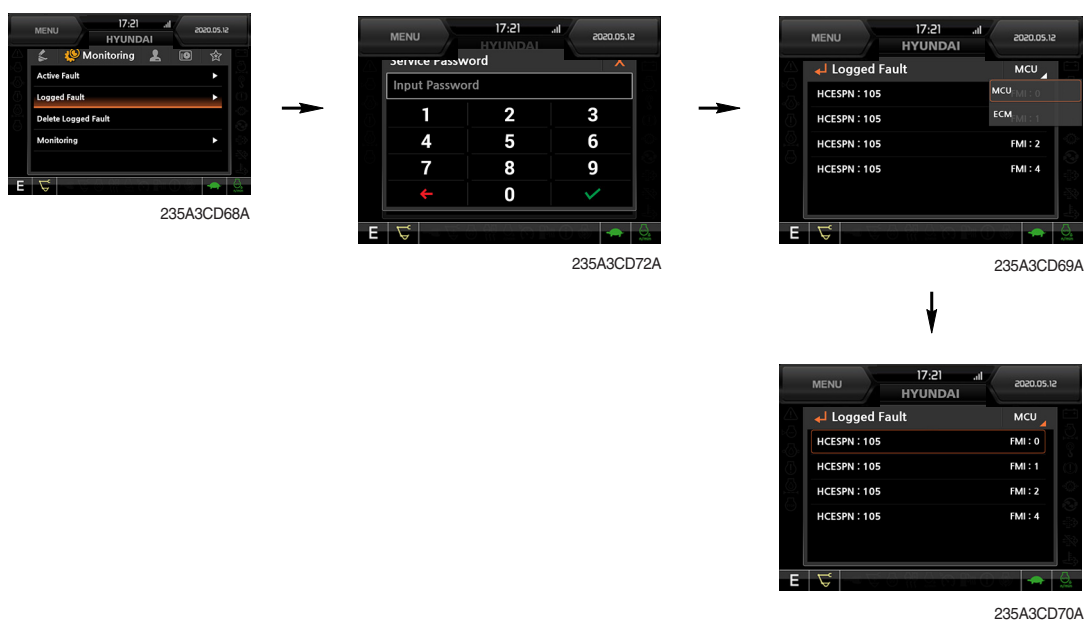 MENU
17:21
2020.05.12
HYUNDAI
Monitoring
Active Fault
Logged Fault
Delete Logged Fault
Monitoring
E
235A3CD68A
MENU
17:21
2020.05.12
HYUNDAI
Service Password
X
Input Password
1 2 3
4 5 6
7 8 9
0
E
235A3CD72A
MENU
17:21
2020.05.12
HYUNDAI
Logged Fault MCU
HCESPN : 105 FMI : 0
MCU
HCESPN : 105 FMI : 1
ECM
HCESPN : 105 FMI : 2
HCESPN : 105 FMI : 4
E
235A3CD69A
MENU
17:21
2020.05.12
HYUNDAI
Logged Fault MCU
HCESPN : 105 FMI : 0
HCESPN : 105 FMI : 1
HCESPN : 105 FMI : 2
HCESPN : 105 FMI : 4
E
235A3CD70A